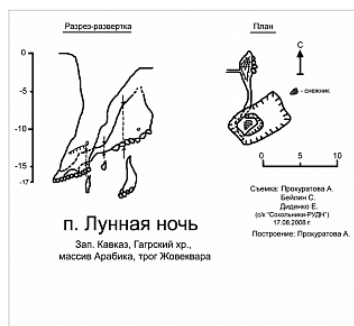 Разрез-развертка
План
0
-5
-10
-15
-17
С
- снежник
0 5 10
п. Лунная ночь
Зап. Кавказ, Гагрский хр.,
массив Арабика, трог Жовеквара
Съемка: Прокуратова А.
Бейлин С.
Диденко Е.
(с/к "Сокольники-РУДН")
17.08.2008 г.
Построение: Прокуратова А.